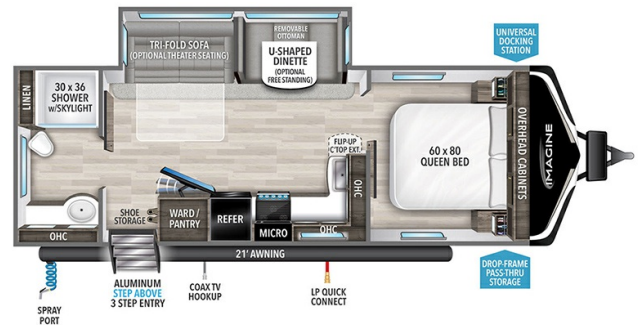 UNIVERSAL
DOCKING
STATION
REMOVABLE
OTTOMAN
TRI-FOLD SOFA
(OPTIONAL THEATER SEATING)
U-SHAPED
DINETTE
(OPTIONAL
FREE STANDING)
LINEN
30 x 36
SHOWER
w/SKYLIGHT
OVERHEAD CABINETS
IMAGINE
FLIP-UP
C'TOP EXT.
60 x 80
QUEEN BED
OHC
SHOE
STORAGE
WARD /
PANTRY
REFER
MICRO
OHC
OHC
21' AWNING
SPRAY
PORT
ALUMINUM
STEP ABOVE
3 STEP ENTRY
COAX TV
HOOKUP
LP QUICK
CONNECT
DROP-FRAME
PASS-THRU
STORAGE